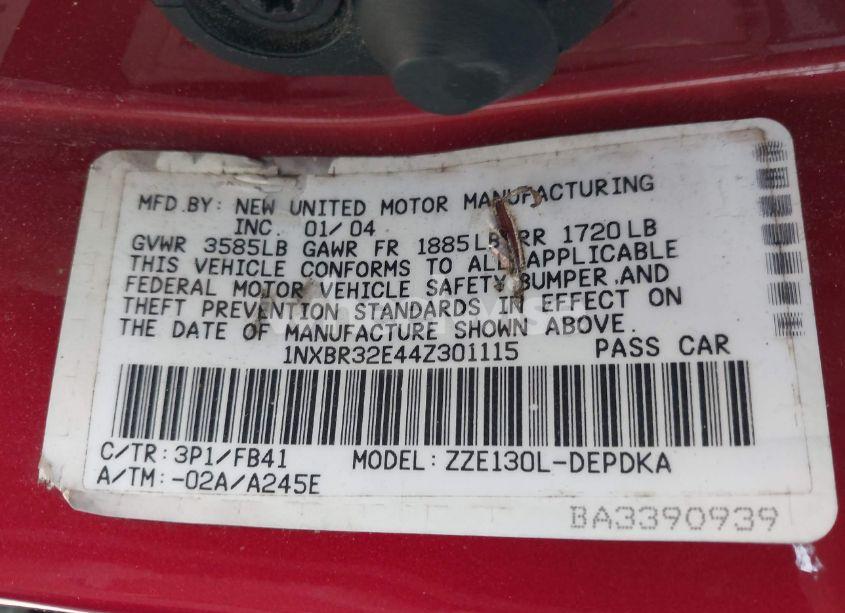 MFD.BY: NEW UNITED MOTOR MANUFACTURING
INC. 01/04
GVWR 3585LB GAWR FR 1885LB RR 1720LB
THIS VEHICLE CONFORMS TO ALL APPLICABLE
FEDERAL MOTOR VEHICLE SAFETY BUMPER, AND
THEFT PREVENTION STANDARDS IN EFFECT ON
THE DATE OF MANUFACTURE SHOWN ABOVE.
1NXBR32E44Z301115 PASS CAR
C/TR: 3P1/FB41 MODEL: ZZE130L-DEPDKA
A/TM: -02A/A245E
BA3390939